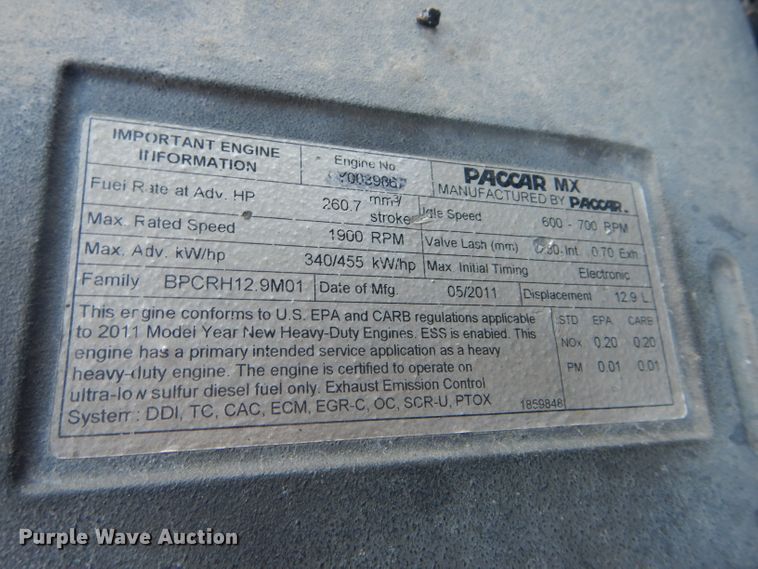 IMPORTANT ENGINE INFORMATION
Engine No
PACCAR MX
MANUFACTURED BY PACCAR
Fuel Rate at Adv. HP 260.7 mm³/stroke
Idle Speed 600 - 700 RPM
Max. Rated Speed 1900 RPM
Valve Lash (mm) Int. 0.70 Exh
Max. Adv. kW/hp 340/455 kW/hp
Max Initial Timing Electronic
Family BPCRH12.9M01 Date of Mfg. 05/2011 Displacement 12.9 L
This engine conforms to U.S. EPA and CARB regulations applicable
to 2011 Model Year New Heavy-Duty Engines. ESS is enabled. This
engine has a primary intended service application as a heavy
heavy-duty engine. The engine is certified to operate on
ultra-low sulfur diesel fuel only. Exhaust Emission Control
System: DDI, TC, CAC, ECM, EGR-C, OC, SCR-U, PTOX
STD EPA CARB
NOx 0.20 0.20
PM 0.01 0.01
1859848
Purple Wave Auction